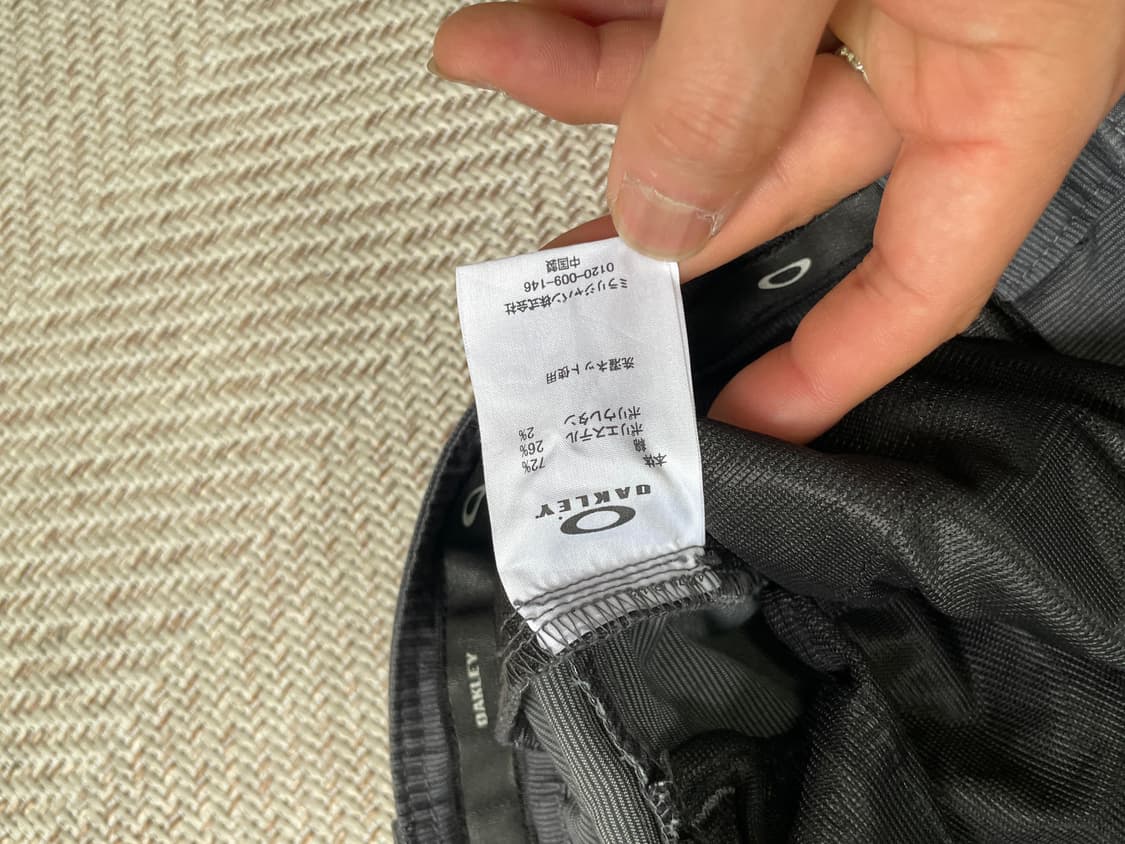 OAKLEY
本体
綿 72%
ポリエステル 26%
ポリウレタン 2%
洗濯ネット使用
ミラリジャパン株式会社
0120-009-146
中国製
OAKLEY